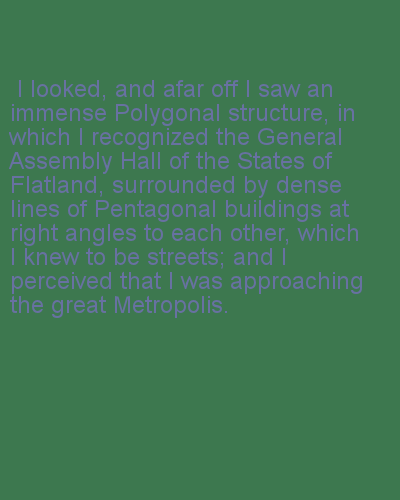 I looked, and afar off I saw an
immense Polygonal structure, in
which I recognized the General
Assembly Hall of the States of
Flatland, surrounded by dense
lines of Pentagonal buildings at
right angles to each other, which
I knew to be streets; and I
perceived that I was approaching
the great Metropolis.